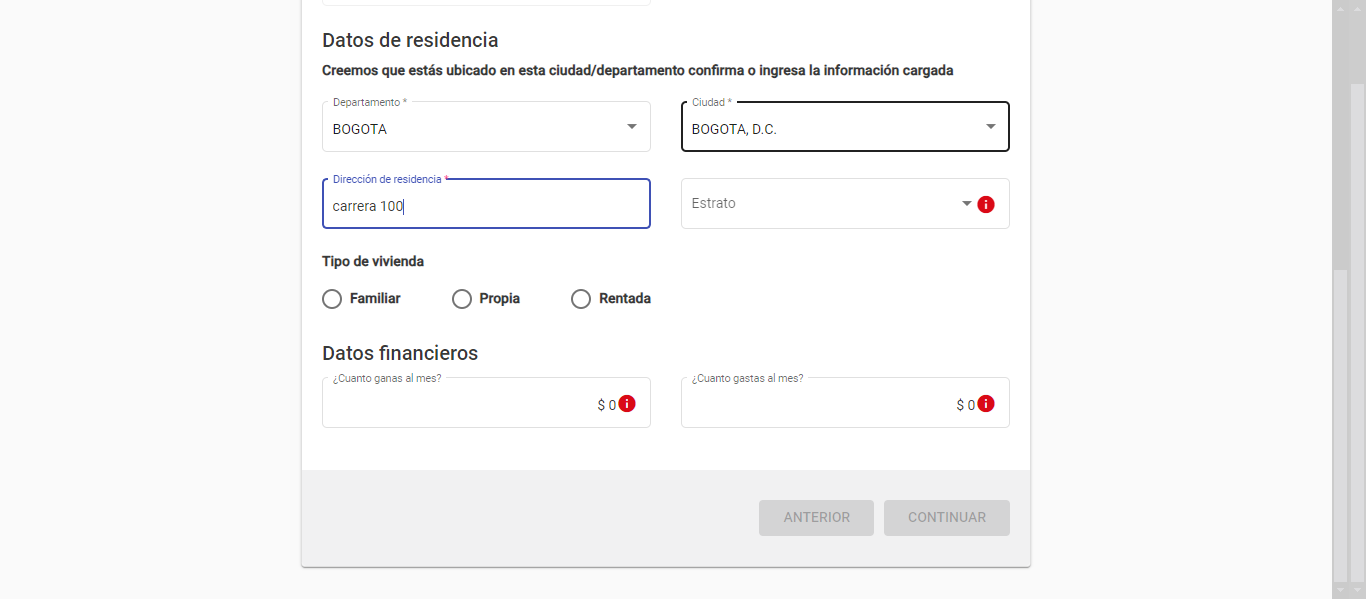 Datos de residencia
Creemos que estás ubicado en esta ciudad/departamento confirma o ingresa la información cargada
Departamento * Ciudad *
BOGOTA BOGOTA, D.C.
Dirección de residencia *
carrera 100 Estrato
Tipo de vivienda
Familiar Propia Rentada
Datos financieros
¿Cuanto ganas al mes? ¿Cuanto gastas al mes?
$ 0 $ 0
ANTERIOR CONTINUAR